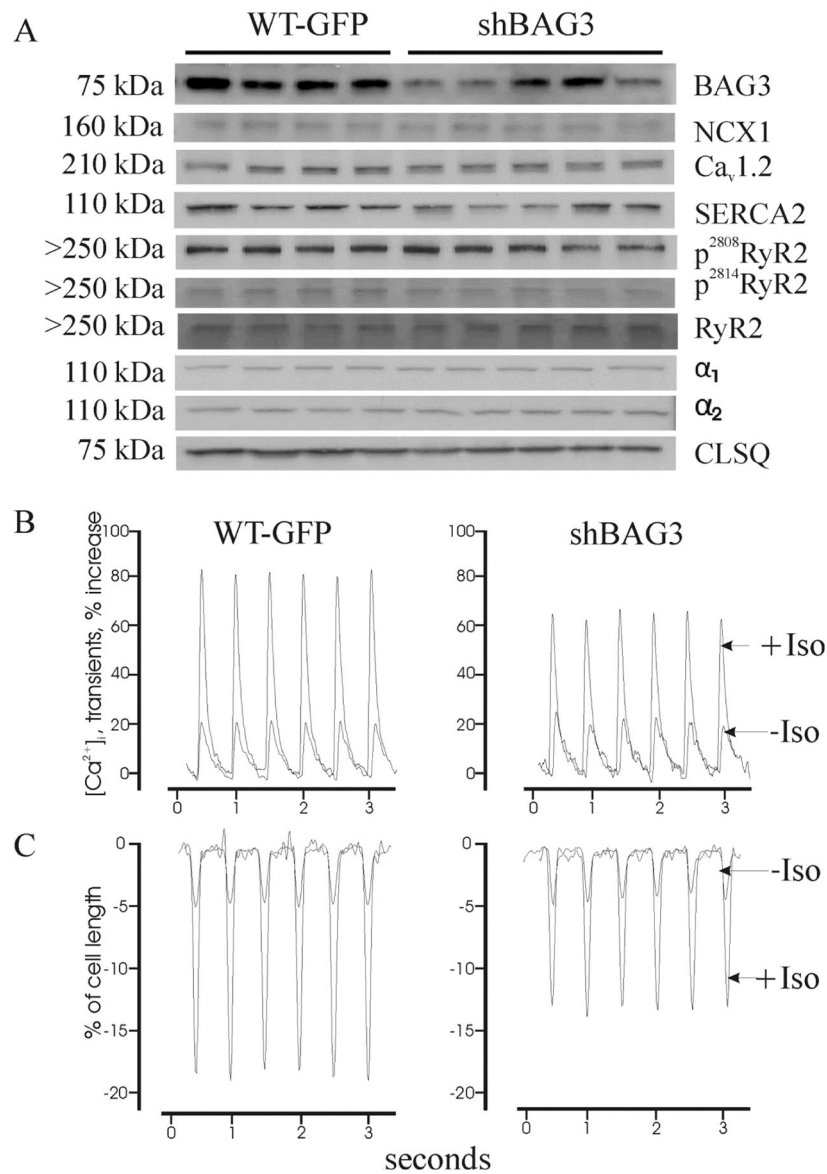 A
WT-GFP shBAG3
75 kDa BAG3
160 kDa NCX1
210 kDa Cav1.2
110 kDa SERCA2
>250 kDa p2808RyR2
>250 kDa p2814RyR2
>250 kDa RyR2
110 kDa α1
110 kDa α2
75 kDa CLSQ
B
WT-GFP shBAG3
[Ca2+]i, transients, % increase
100 100
80 80
60 60
40 40
20 20
0 0
+Iso
-Iso
0 1 2 3 0 1 2 3
C
% of cell length
0 0
-5 -5
-10 -10
-15 -15
-20 -20
-Iso
+Iso
0 1 2 3 0 1 2 3
seconds